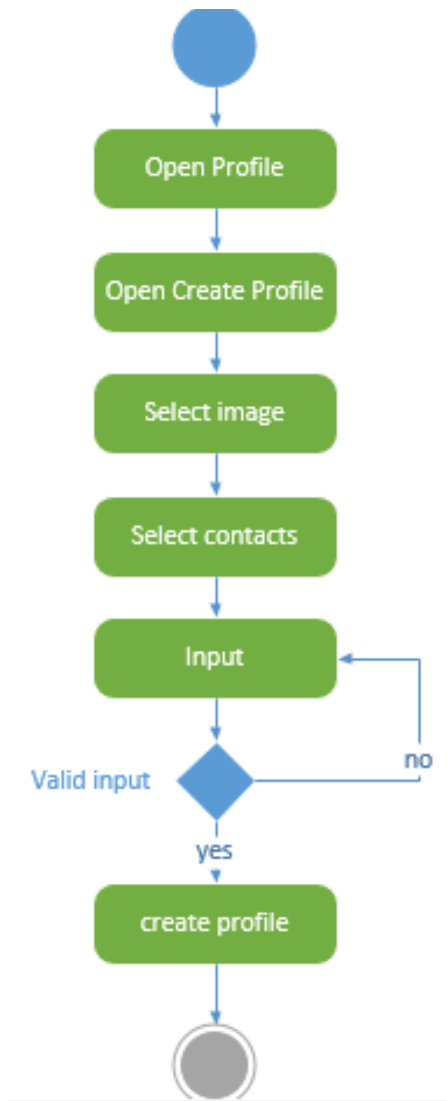 Open Profile
Open Create Profile
Select image
Select contacts
Input
Valid input
no
yes
create profile